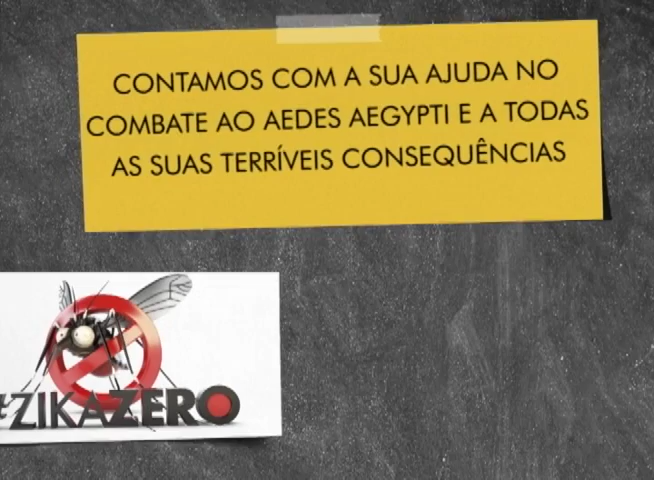 CONTAMOS COM A SUA AJUDA NO
COMBATE AO AEDES AEGYPTI E A TODAS
AS SUAS TERRÍVEIS CONSEQUÊNCIAS
#ZIKAZERO